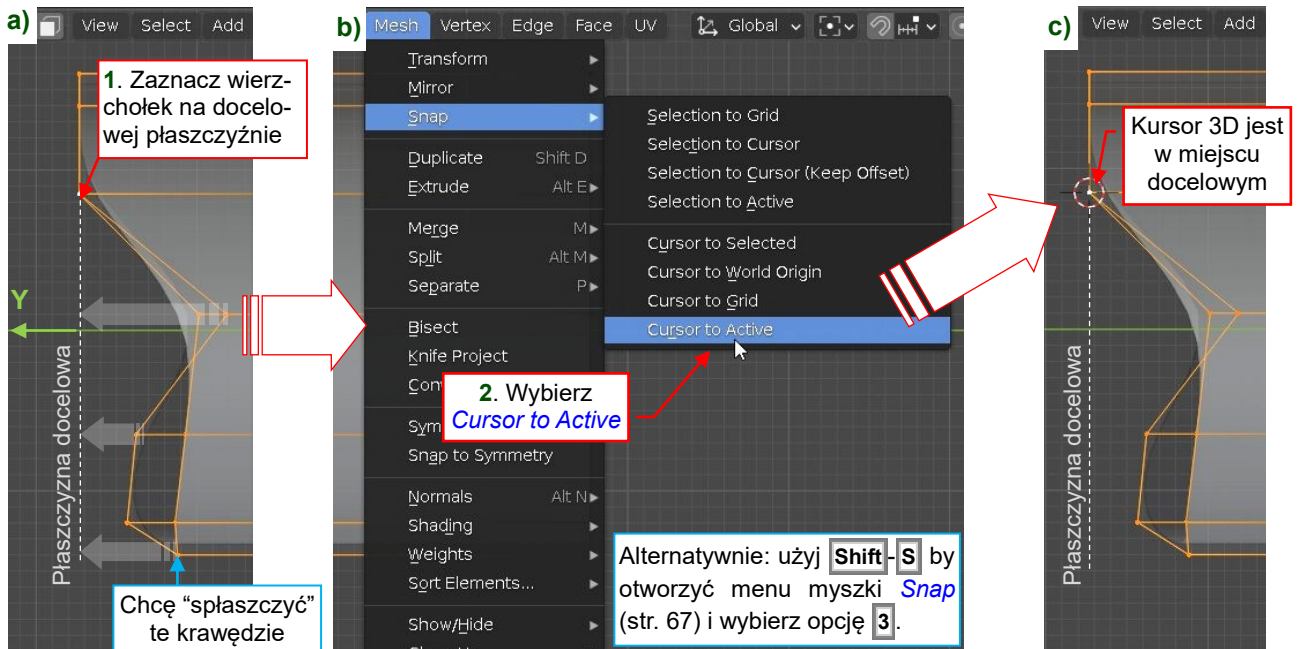 a)
View Select Add
1. Zaznacz wierz-
chołek na docelo-
wej płaszczyźnie
Y
Płaszczyzna docelowa
Chcę “spłaszczyć”
te krawędzie
b)
Mesh Vertex Edge Face UV Global
Transform
Mirror
Snap
Duplicate Shift D
Extrude Alt E
Merge M
Split Alt M
Separate P
Bisect
Knife Project
Con
Sym
Snap to Symmetry
Normals Alt N
Shading
Weights
Sort Elements...
Show/Hide
Selection to Grid
Selection to Cursor
Selection to Cursor (Keep Offset)
Selection to Active
Cursor to Selected
Cursor to World Origin
Cursor to Grid
Cursor to Active
2. Wybierz
Cursor to Active
Alternatywnie: użyj Shift-S by
otworzyć menu myszki Snap
(str. 67) i wybierz opcję 3.
c)
View Select Add
Kursor 3D jest
w miejscu
docelowym
Płaszczyzna docelowa